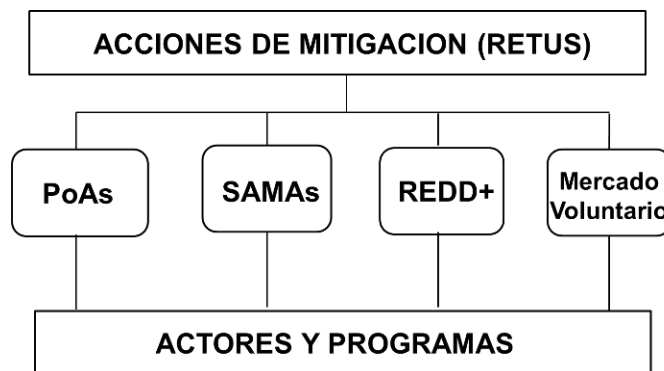 ACCIONES DE MITIGACION (RETUS)
PoAs
SAMAs
REDD+
Mercado
Voluntario
ACTORES Y PROGRAMAS